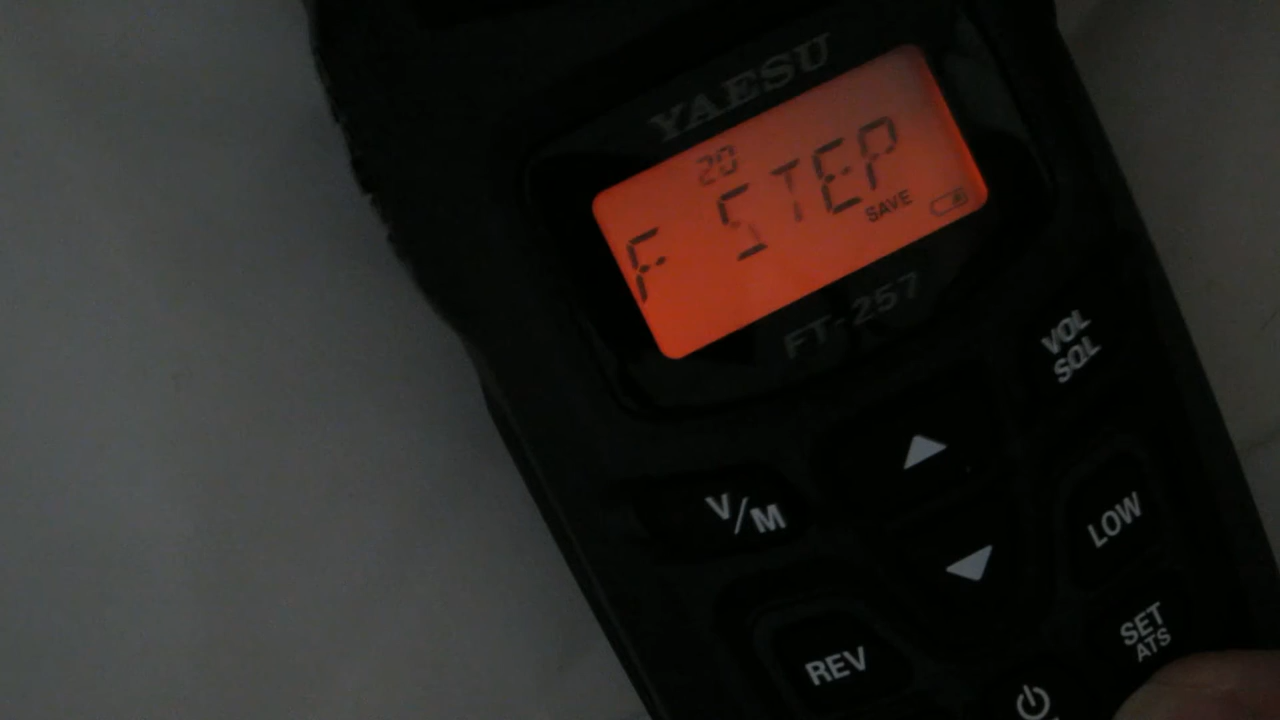 YAESU
20
F STEP
SAVE
FT-257
VOL
SQL
V/M
LOW
REV
SET
ATS